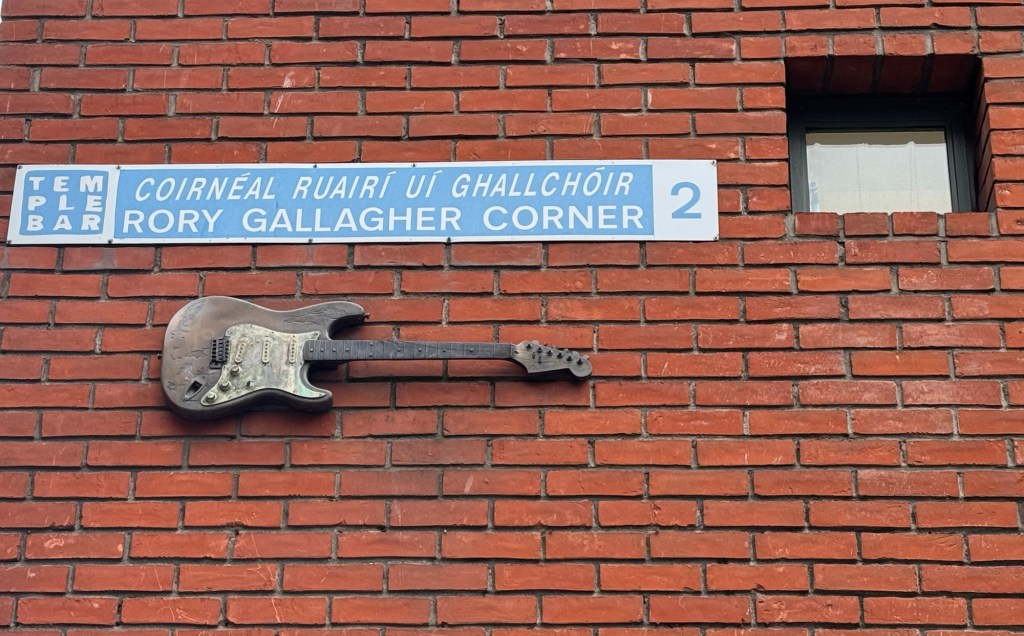 TEM
PLE
BAR
COIRNÉAL RUAIRÍ UÍ GHALLCHÓIR
RORY GALLAGHER CORNER
2